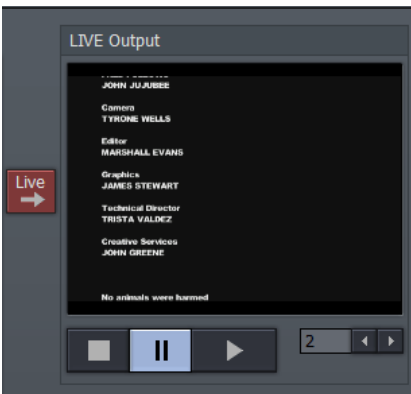 LIVE Output
JOHN JUJUBEE
Camera
TYRONE WELLS
Editor
MARSHALL EVANS
Graphics
JAMES STEWART
Technical Director
TRISTA VALDEZ
Creative Services
JOHN GREENE
No animals were harmed
Live
2